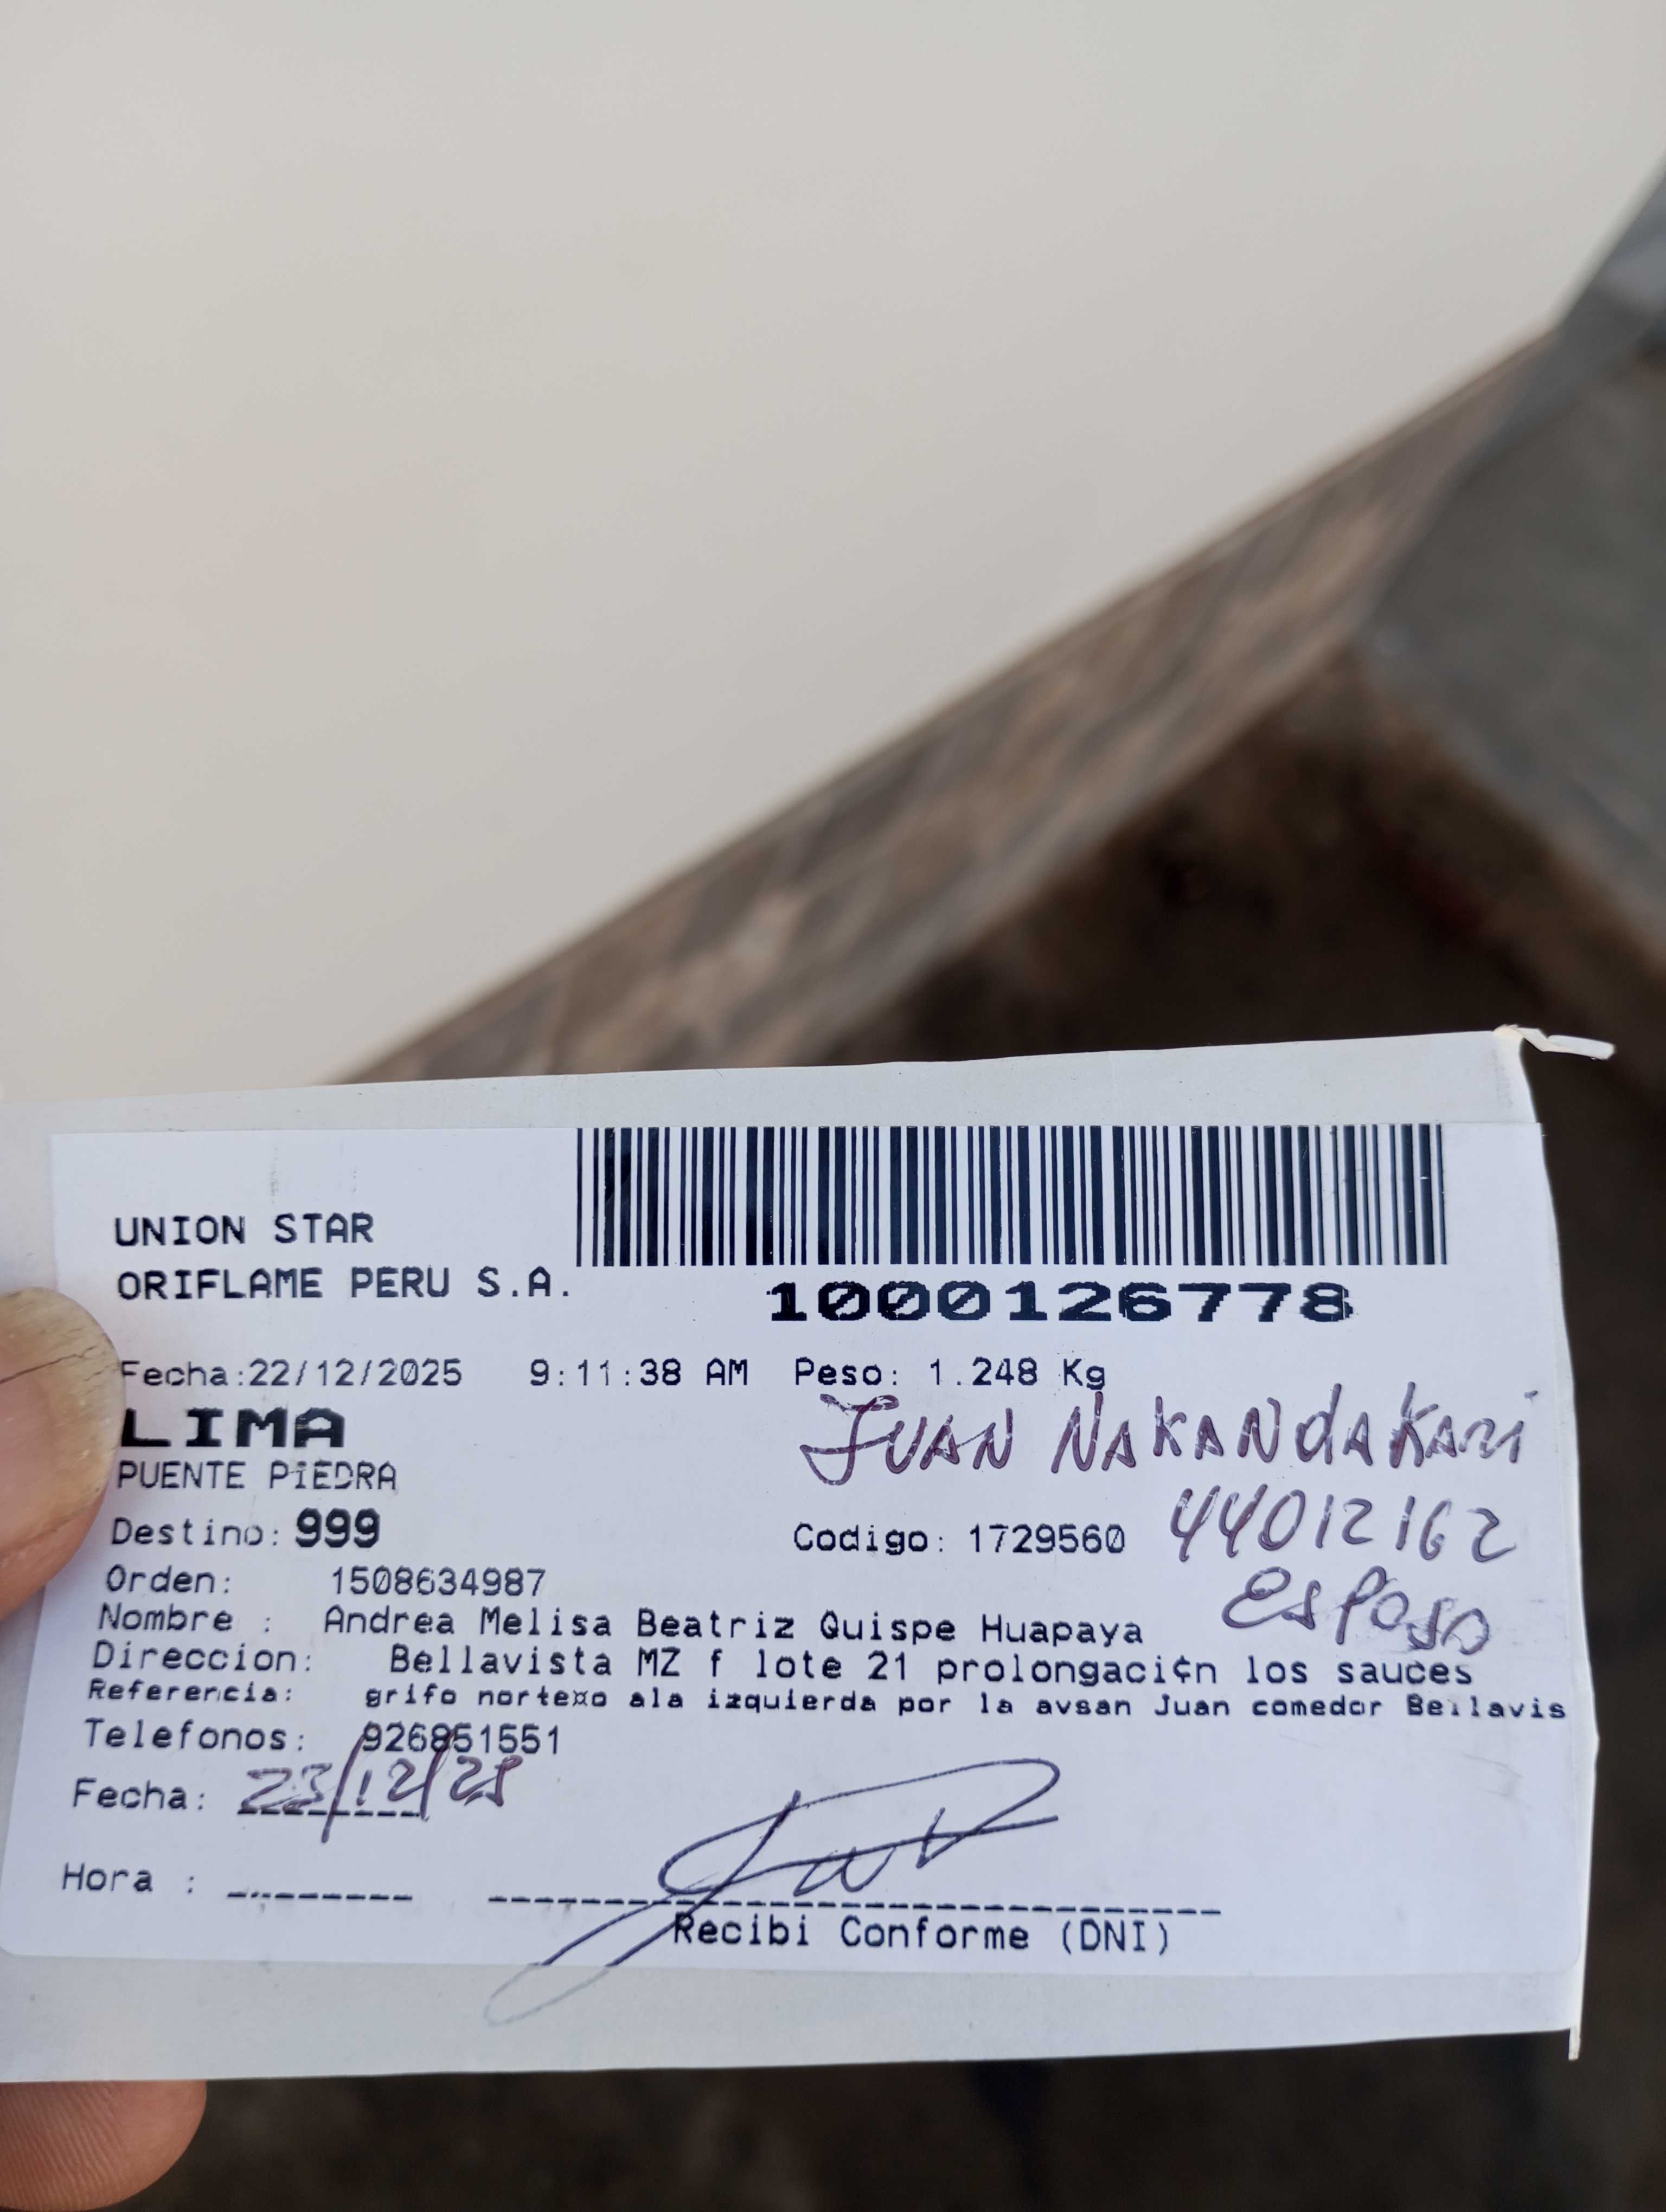 UNION STAR
ORIFLAME PERU S.A.
1000126778
Fecha:22/12/2025 9:11:38 AM Peso: 1.248 Kg
LIMA
JUAN NAKANDAKARI
PUENTE PIEDRA
Destino: 999 Codigo: 1729560 44012162
Orden: 1508634987
ESPOSO
Nombre : Andrea Melisa Beatriz Quispe Huapaya
Direccion: Bellavista MZ f lote 21 prolongaci¢n los sauces
Referencia: grifo nortexo ala izquierda por la avsan Juan comedor Bellavis
Telefonos: 926851551
Fecha: 23/12/25
Hora :
Recibi Conforme (DNI)